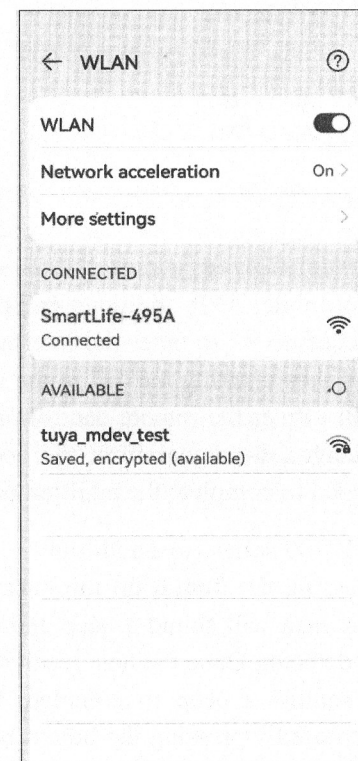 ← WLAN ?
WLAN
Network acceleration On >
More settings >
CONNECTED
SmartLife-495A
Connected
AVAILABLE
tuya_mdev_test
Saved, encrypted (available)